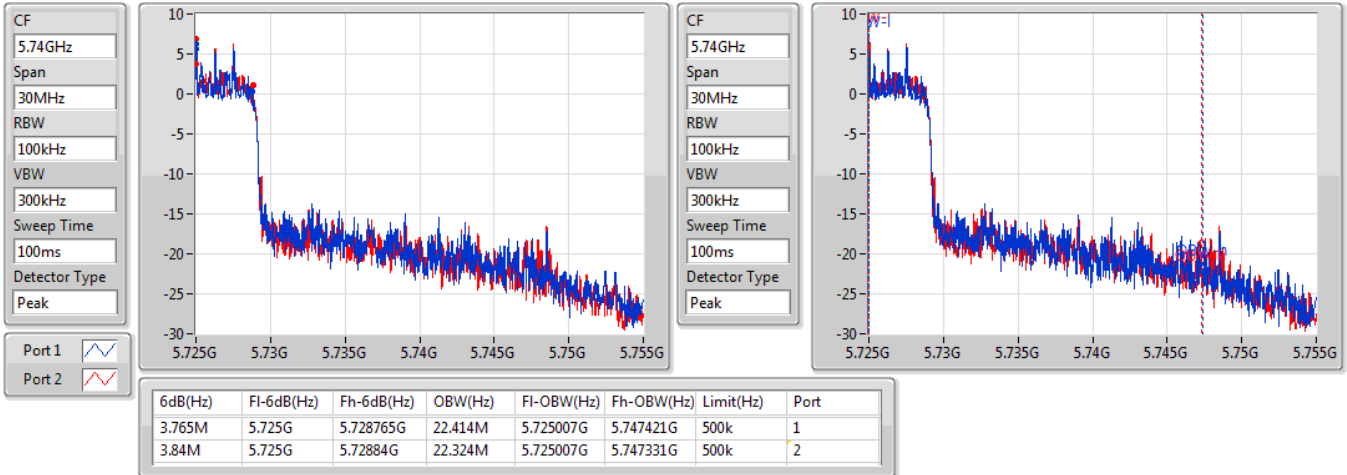 CF
5.74GHz
Span
30MHz
RBW
100kHz
VBW
300kHz
Sweep Time
100ms
Detector Type
Peak
10
5
0
-5
-10
-15
-20
-25
-30
5.725G 5.73G 5.735G 5.74G 5.745G 5.75G 5.755G
CF
5.74GHz
Span
30MHz
RBW
100kHz
VBW
300kHz
Sweep Time
100ms
Detector Type
Peak
10
5
0
-5
-10
-15
-20
-25
-30
5.725G 5.73G 5.735G 5.74G 5.745G 5.75G 5.755G
Port 1
Port 2
6dB(Hz) Fl-6dB(Hz) Fh-6dB(Hz) OBW(Hz) Fl-OBW(Hz) Fh-OBW(Hz) Limit(Hz) Port
3.765M 5.725G 5.728765G 22.414M 5.725007G 5.747421G 500k 1
3.84M 5.725G 5.72884G 22.324M 5.725007G 5.747331G 500k 2